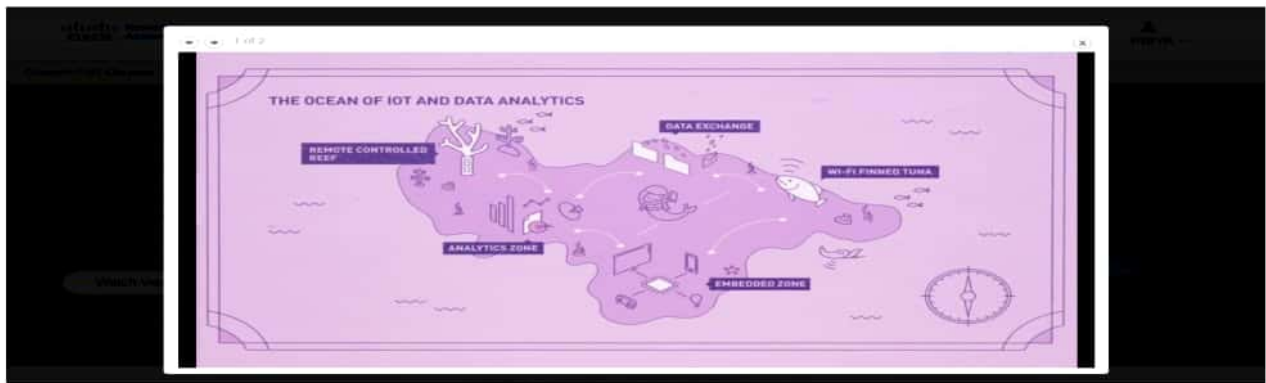 1 of 2
THE OCEAN OF IOT AND DATA ANALYTICS
DATA EXCHANGE
REMOTE CONTROLLED
REEF
WI-FI FINNED TUNA
ANALYTICS ZONE
EMBEDDED ZONE
Watch